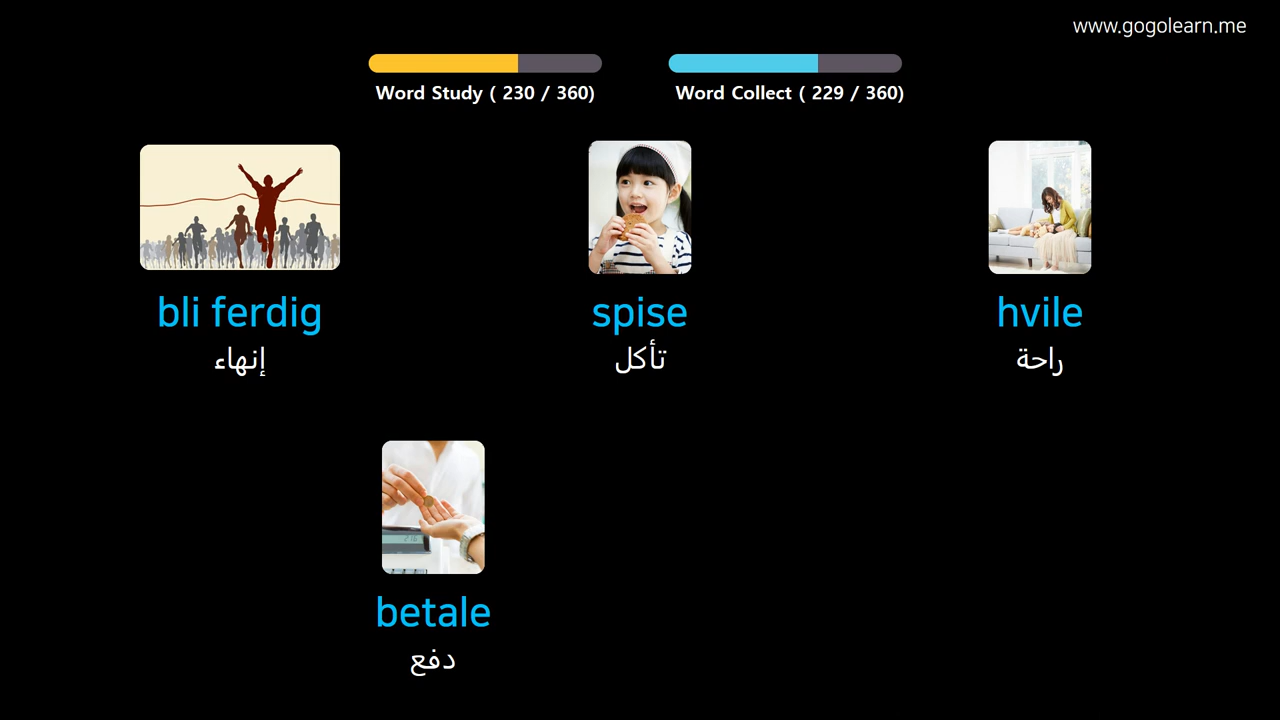 www.gogolearn.me
Word Study ( 230 / 360)
Word Collect ( 229 / 360)
bli ferdig
إنهاء
spise
تأكل
hvile
راحة
betale
دفع